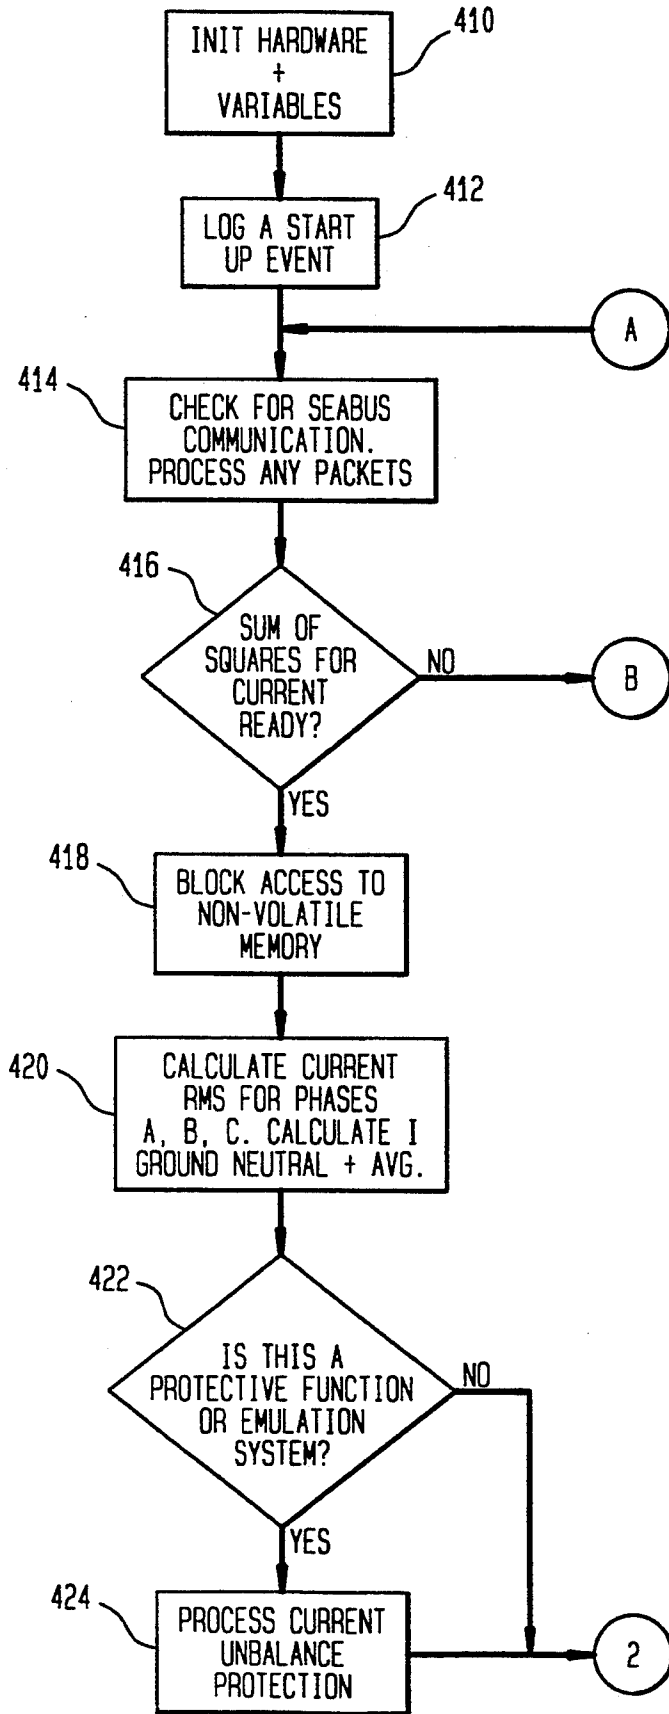 410
INIT HARDWARE
+
VARIABLES
412
LOG A START
UP EVENT
A
414
CHECK FOR SEABUS
COMMUNICATION.
PROCESS ANY PACKETS
416
SUM OF
SQUARES FOR
CURRENT
READY?
NO
B
YES
418
BLOCK ACCESS TO
NON-VOLATILE
MEMORY
420
CALCULATE CURRENT
RMS FOR PHASES
A, B, C. CALCULATE I
GROUND NEUTRAL + AVG.
422
IS THIS A
PROTECTIVE FUNCTION
OR EMULATION
SYSTEM?
NO
YES
424
PROCESS CURRENT
UNBALANCE
PROTECTION
2